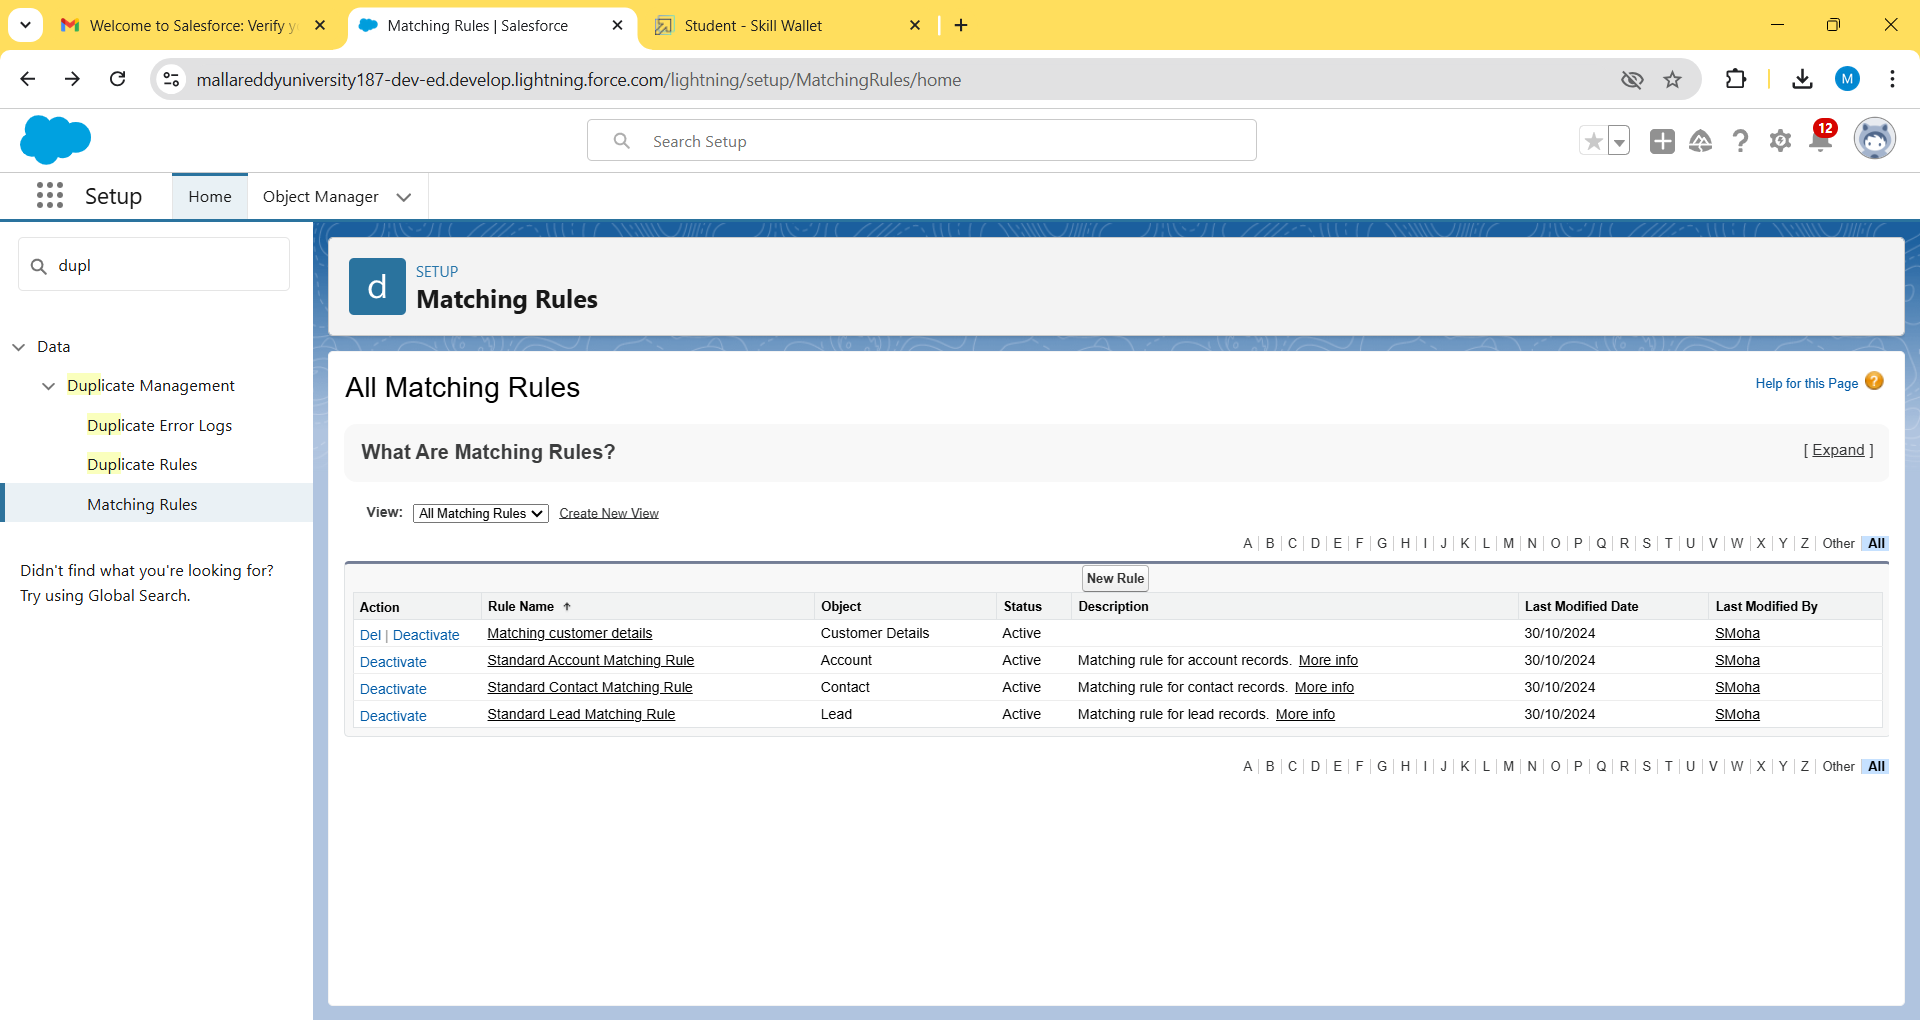 Welcome to Salesforce: Verify y
Matching Rules | Salesforce
Student - Skill Wallet
mallareddyuniversity187-dev-ed.develop.lightning.force.com/lightning/setup/MatchingRules/home
M
Search Setup
12
Setup
Home
Object Manager
dupl
Data
Duplicate Management
Duplicate Error Logs
Duplicate Rules
Matching Rules
Didn't find what you're looking for?
Try using Global Search.
d
SETUP
Matching Rules
All Matching Rules
Help for this Page ?
What Are Matching Rules?
[ Expand ]
View: All Matching Rules Create New View
A | B | C | D | E | F | G | H | I | J | K | L | M | N | O | P | Q | R | S | T | U | V | W | X | Y | Z | Other All
New Rule
Action Rule Name Object Status Description Last Modified Date Last Modified By
Del | Deactivate Matching customer details Customer Details Active 30/10/2024 SMoha
Deactivate Standard Account Matching Rule Account Active Matching rule for account records. More info 30/10/2024 SMoha
Deactivate Standard Contact Matching Rule Contact Active Matching rule for contact records. More info 30/10/2024 SMoha
Deactivate Standard Lead Matching Rule Lead Active Matching rule for lead records. More info 30/10/2024 SMoha
A | B | C | D | E | F | G | H | I | J | K | L | M | N | O | P | Q | R | S | T | U | V | W | X | Y | Z | Other All